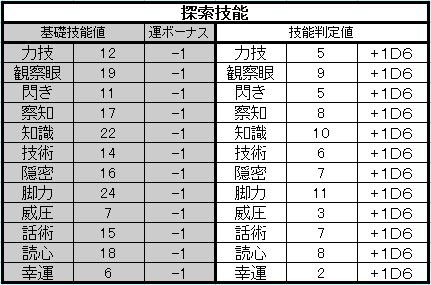 探索技能
基礎技能値 運ボーナス 技能判定値
力技 12 -1 力技 5 +1D6
観察眼 19 -1 観察眼 9 +1D6
閃き 11 -1 閃き 5 +1D6
察知 17 -1 察知 8 +1D6
知識 22 -1 知識 10 +1D6
技術 14 -1 技術 6 +1D6
隠密 16 -1 隠密 7 +1D6
脚力 24 -1 脚力 11 +1D6
威圧 7 -1 威圧 3 +1D6
話術 15 -1 話術 7 +1D6
読心 18 -1 読心 8 +1D6
幸運 6 -1 幸運 2 +1D6